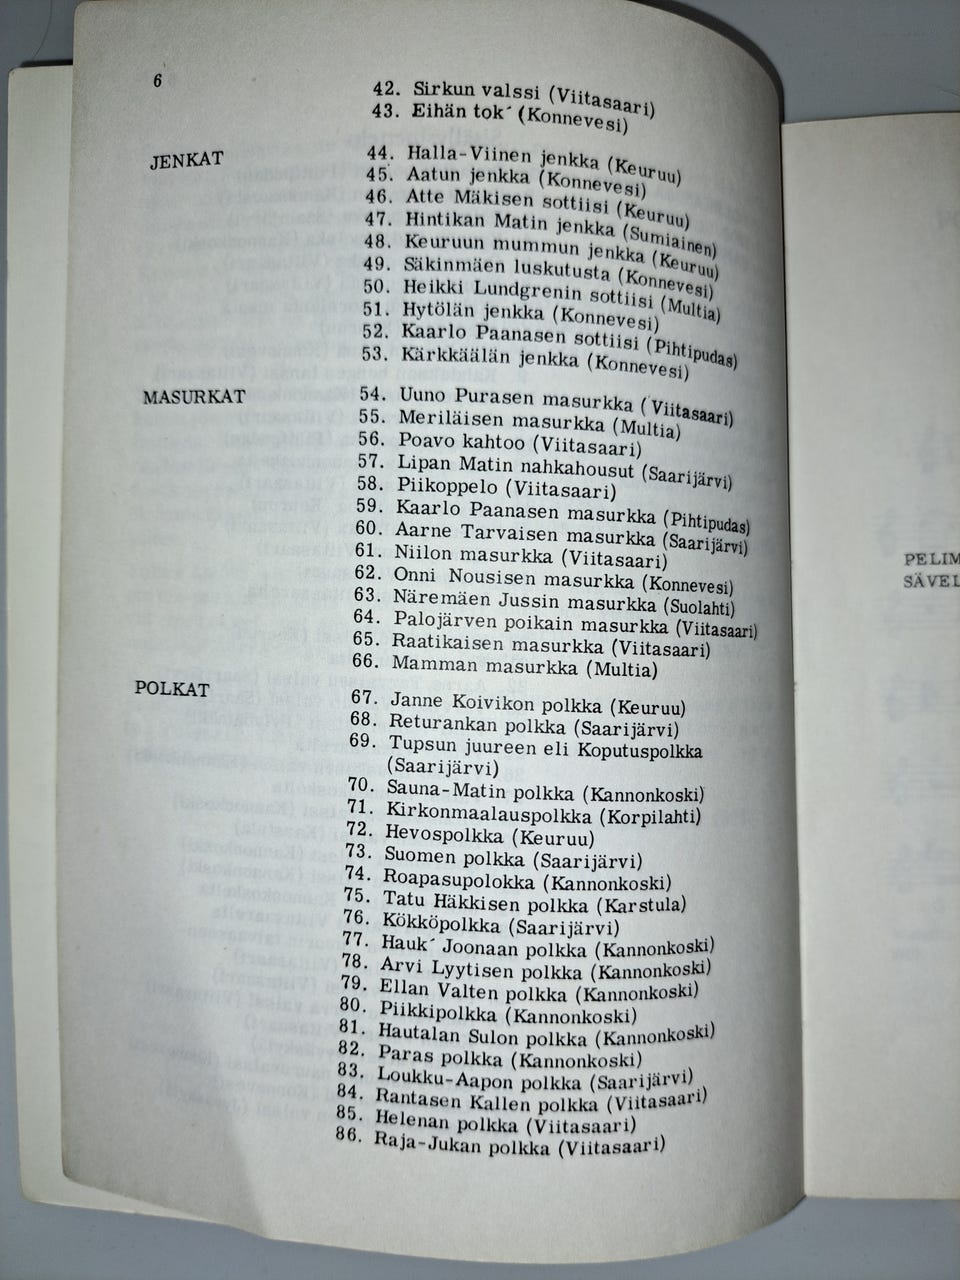 6
42. Sirkun valssi (Viitasaari)
43. Eihän tok´ (Konnevesi)
JENKAT
44. Halla-Viinen jenkka (Keuruu)
45. Aatun jenkka (Konnevesi)
46. Atte Mäkisen sottiisi (Keuruu)
47. Hintikan Matin jenkka (Sumiainen)
48. Keuruun mummun jenkka (Keuruu)
49. Säkinmäen luskutusta (Konnevesi)
50. Heikki Lundgrenin sottiisi (Multia)
51. Hytölän jenkka (Konnevesi)
52. Kaarlo Paanasen sottiisi (Pihtipudas)
53. Kärkkäälän jenkka (Konnevesi)
MASURKAT
54. Uuno Purasen masurkka ( Viitasaari)
55. Meriläisen masurkka (Multia)
56. Poavo kahtoo (Viitasaari)
57. Lipan Matin nahkahousut (Saarijärvi)
58. Piikoppelo (Viitasaari)
59. Kaarlo Paanasen masurkka (Pihtipudas)
60. Aarne Tarvaisen masurkka (Saarijärvi)
61. Niilon masurkka (Viitasaari)
62. Onni Nousisen masurkka (Konnevesi)
63. Näremäen Jussin masurkka (Suolahti)
64. Palojärven poikain masurkka (Viitasaari)
65. Raatikaisen masurkka (Viitasaari)
66. Mamman masurkka (Multia)
POLKAT
67. Janne Koivikon polkka (Keuruu)
68. Returankan polkka (Saarijärvi)
69. Tupsun juureen eli Koputuspolkka
(Saarijärvi)
70. Sauna-Matin polkka (Kannonkoski)
71. Kirkonmaalauspolkka (Korpilahti)
72. Hevospolkka (Keuruu)
73. Suomen polkka (Saarijärvi)
74. Roapasupolokka (Kannonkoski)
75. Tatu Häkkisen polkka (Karstula)
76. Kökköpolkka (Saarijärvi)
77. Hauk´ Joonaan polkka (Kannonkoski)
78. Arvi Lyytisen polkka (Kannonkoski)
79. Ellan Valten polkka (Kannonkoski)
80. Piikkipolkka (Kannonkoski)
81. Hautalan Sulon polkka (Kannonkoski)
82. Paras polkka (Kannonkoski)
83. Loukku-Aapon polkka (Saarijärvi)
84. Rantasen Kallen polkka (Viitasaari)
85. Helenan polkka (Viitasaari)
86. Raja-Jukan polkka (Viitasaari)
PELIM
SÄVEL